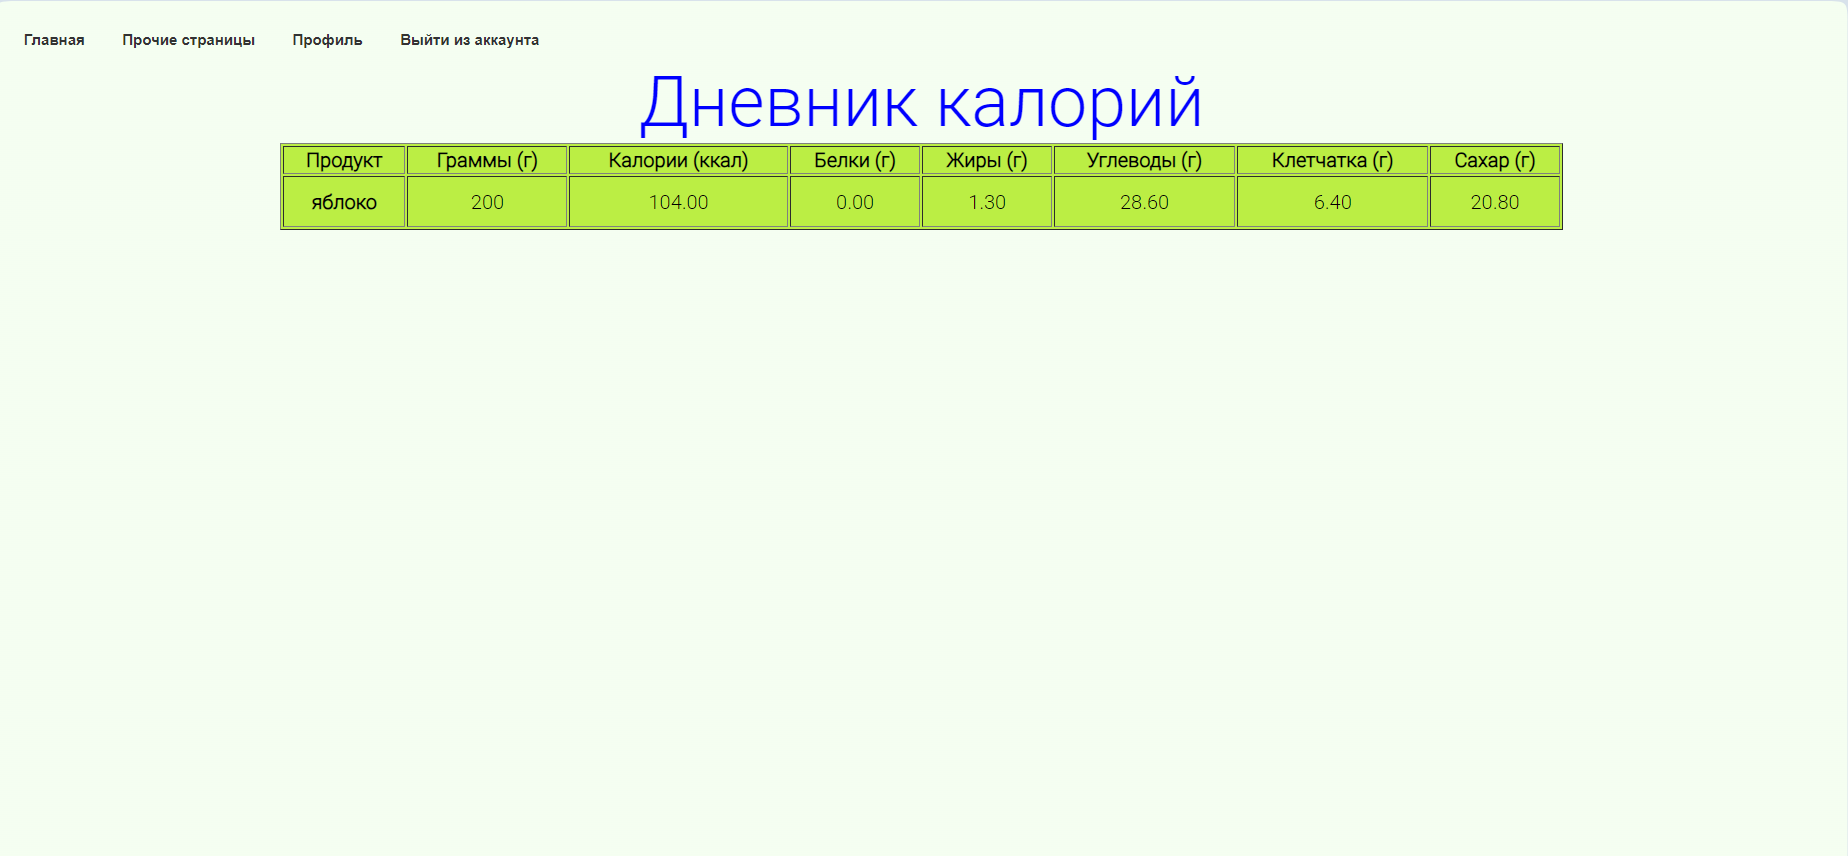 Главная Прочие страницы Профиль Выйти из аккаунта
Дневник калорий
Продукт Граммы (г) Калории (ккал) Белки (г) Жиры (г) Углеводы (г) Клетчатка (г) Сахар (г)
яблоко 200 104.00 0.00 1.30 28.60 6.40 20.80